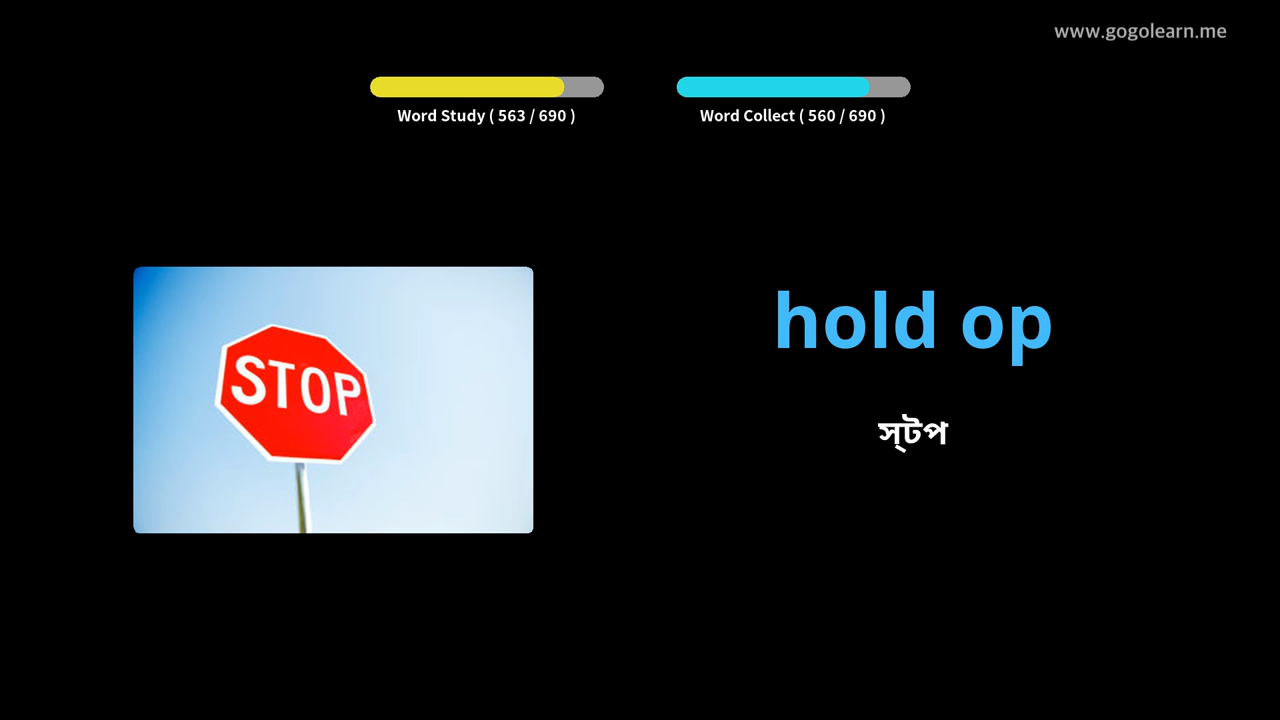 www.gogolearn.me
Word Study ( 563 / 690 )
Word Collect ( 560 / 690 )
STOP
hold op
স্টপ